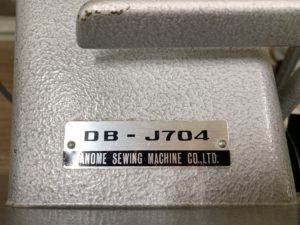 DB - J704
ANOME SEWING MACHINE CO.,LTD.